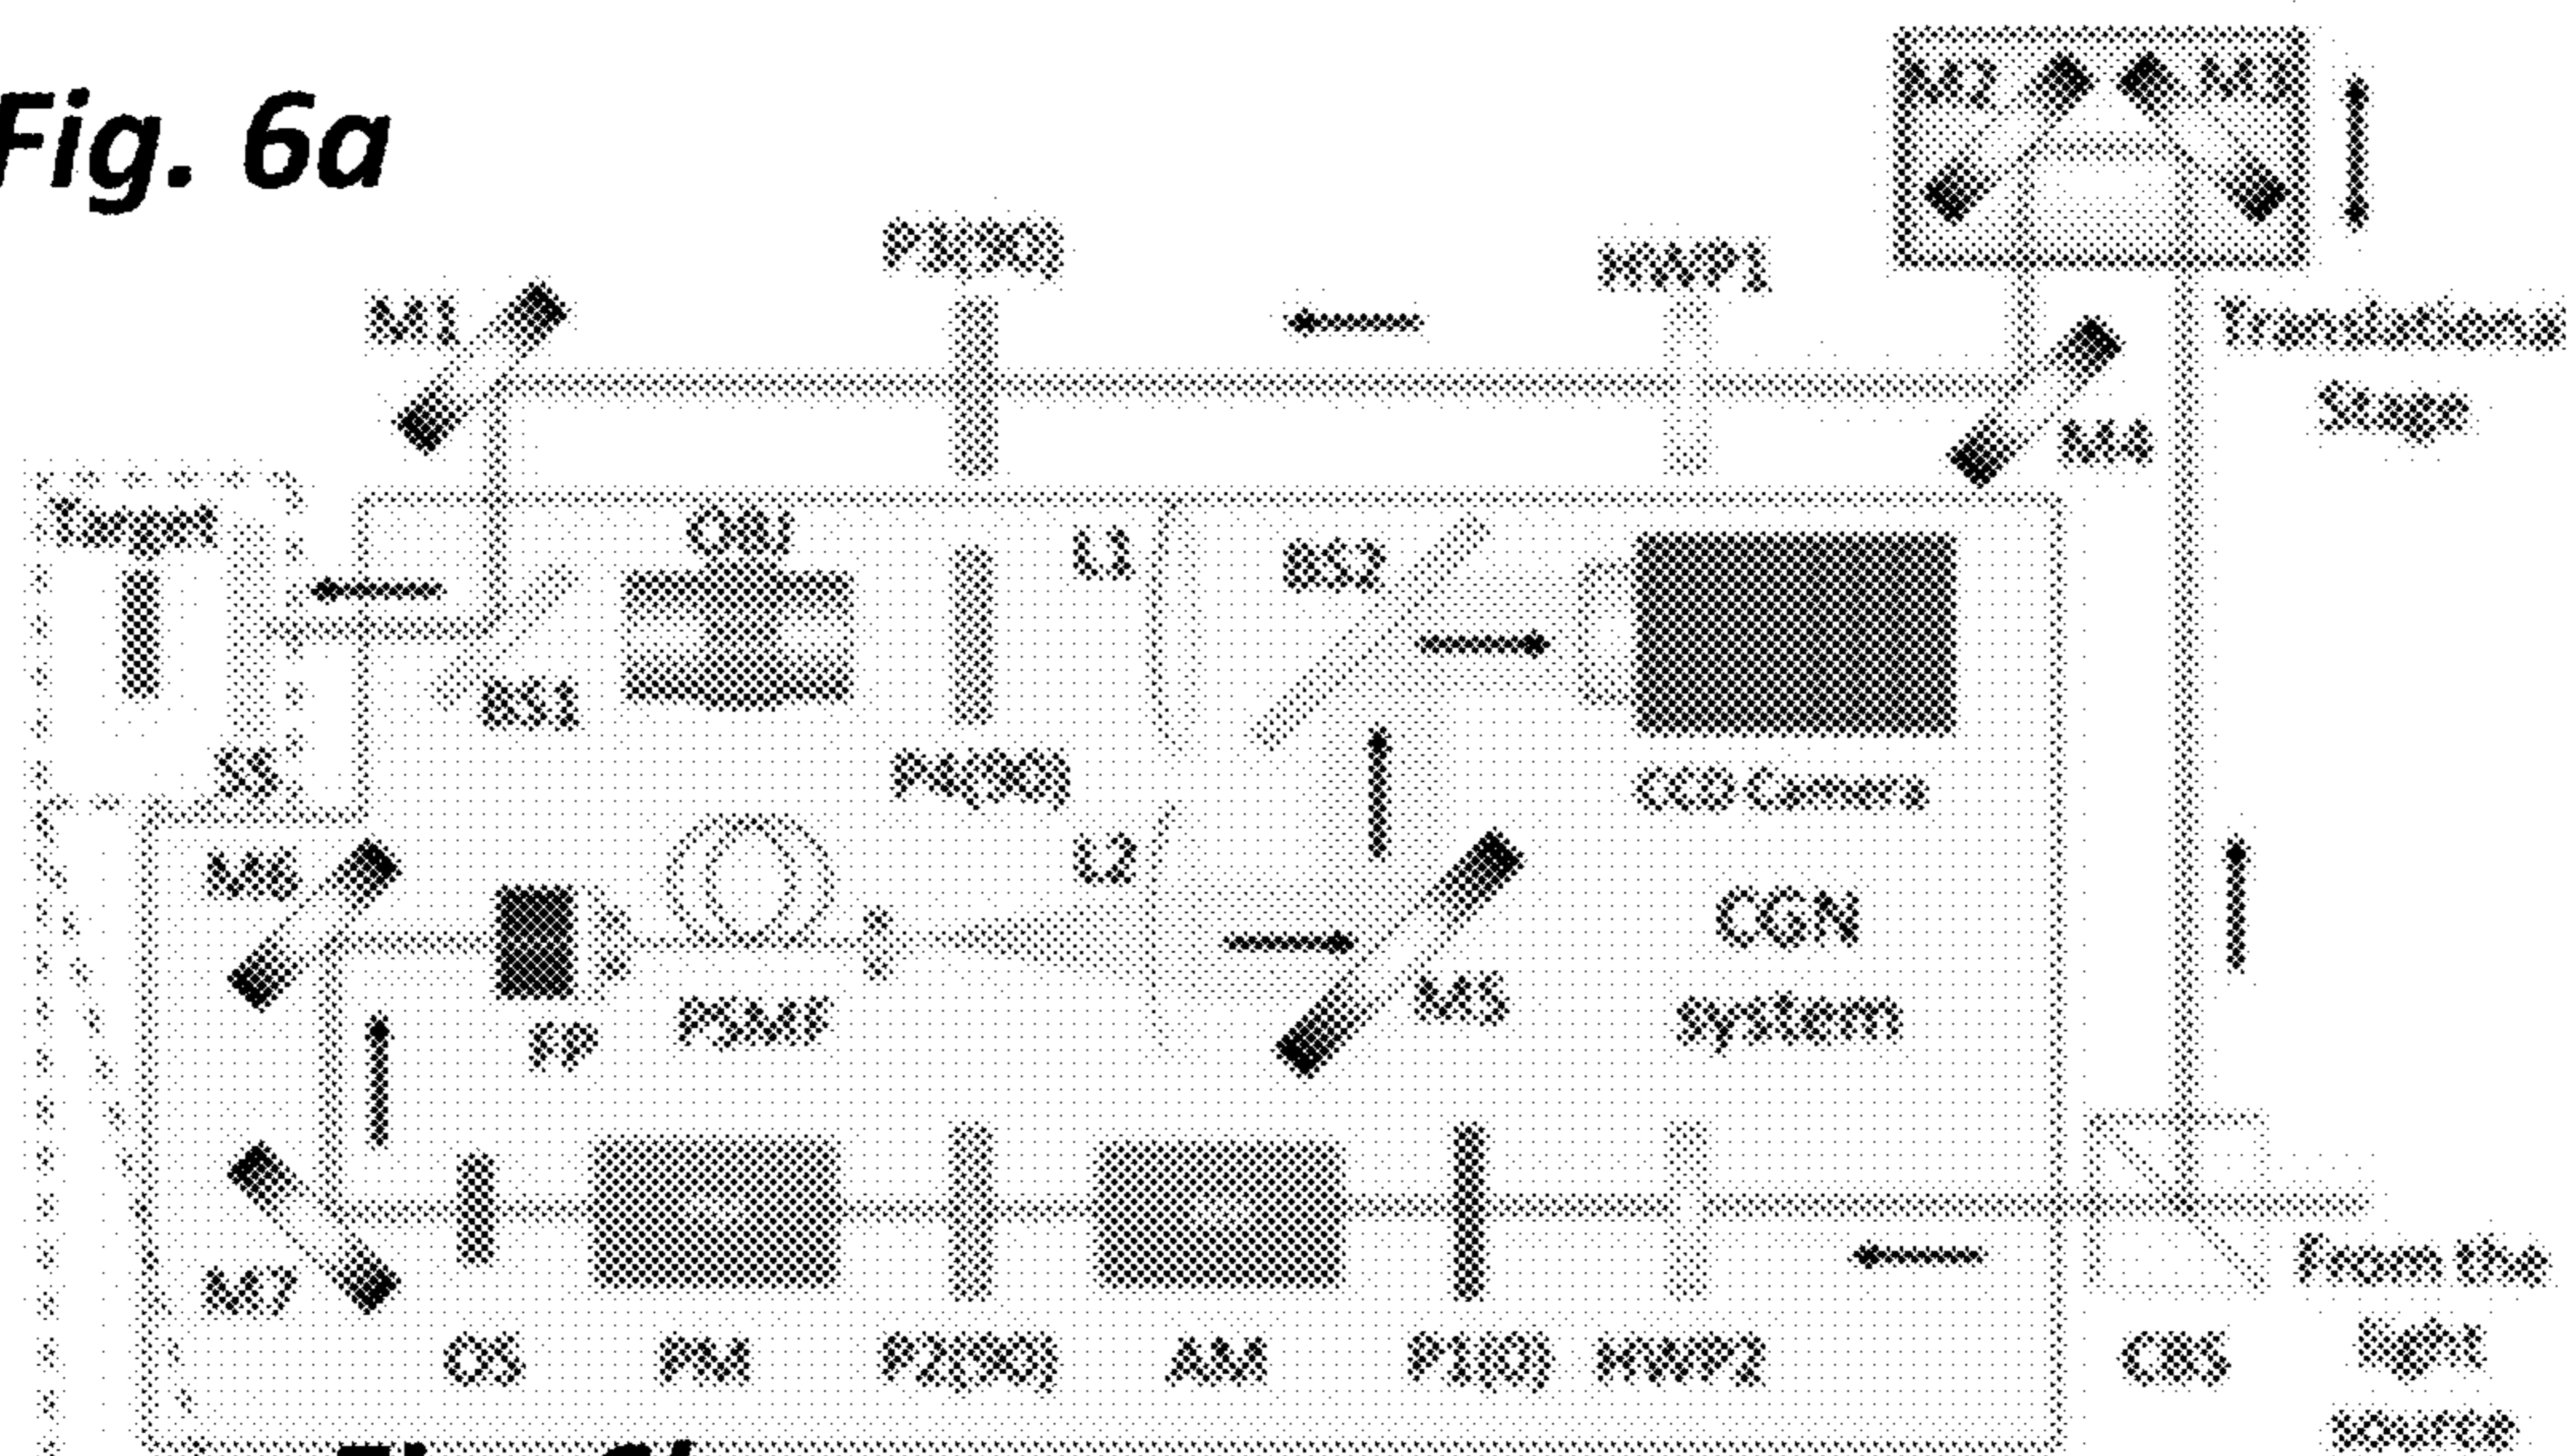 Fig. 6a
M2
M3
P3(90)
HWP1
M1
Translationa
Stage
M4
Target
OBJ
L1
BS2
BS1
SS
P4(90)
CCD Camera
M6
L2
CGN
system
M5
FP
PSMF
M7
From the
light
source
OS
PM
P2(90)
AM
P1(0)
HWP2
CBS